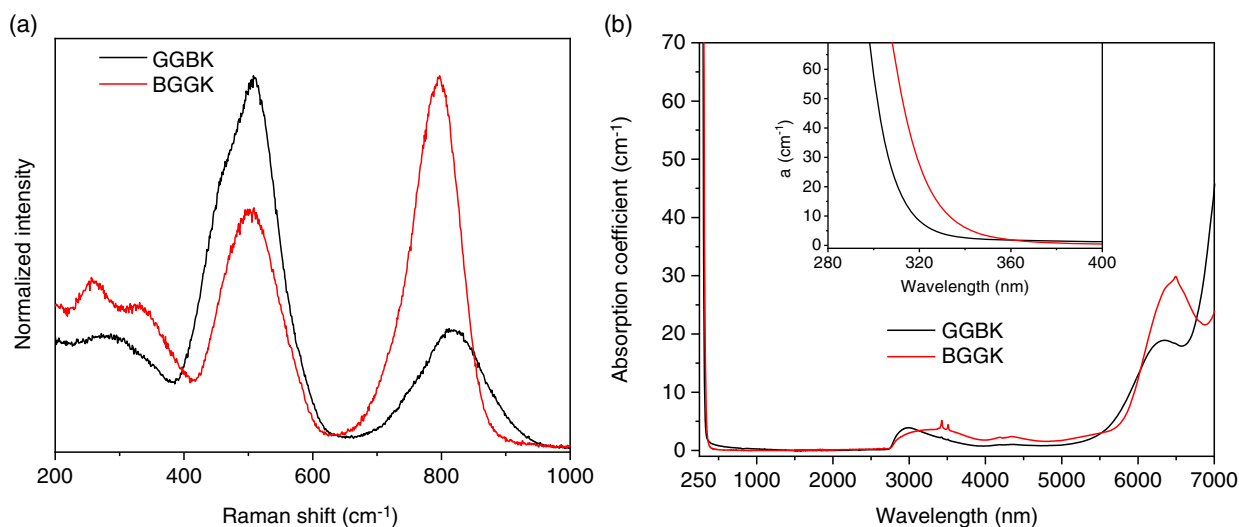 (a)
GGBK
BGGK
Normalized intensity
200 400 600 800 1000
Raman shift (cm⁻¹)
(b)
70
60
50
40
30
20
10
0
Absorption coefficient (cm⁻¹)
60
50
40
30
20
10
0
a (cm⁻¹)
280 320 360 400
Wavelength (nm)
GGBK
BGGK
250 1000 2000 3000 4000 5000 6000 7000
Wavelength (nm)